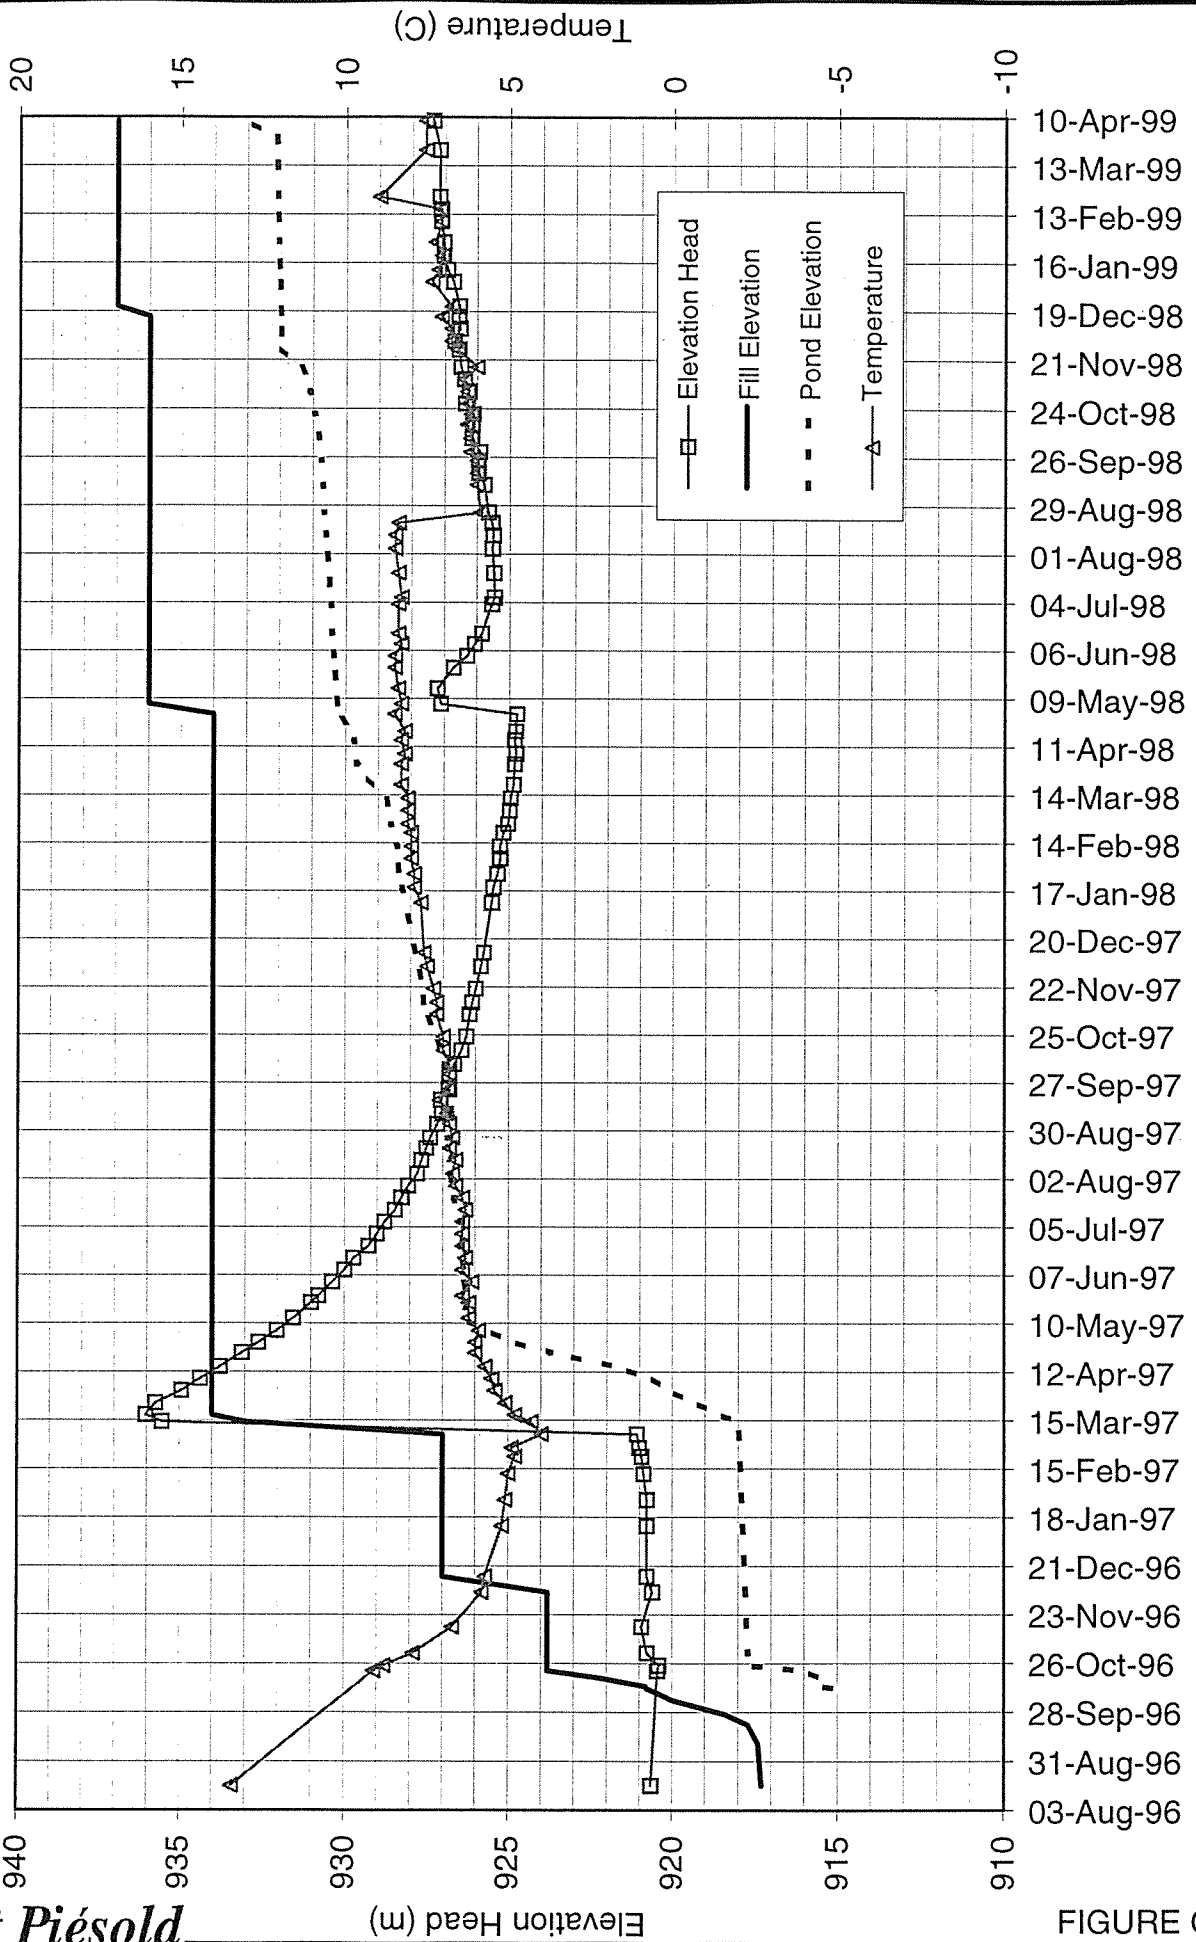 Temperature (C)
20
15
10
5
0
-5
-10
10-Apr-99
13-Mar-99
13-Feb-99
16-Jan-99
19-Dec-98
21-Nov-98
24-Oct-98
26-Sep-98
29-Aug-98
01-Aug-98
04-Jul-98
06-Jun-98
09-May-98
11-Apr-98
14-Mar-98
14-Feb-98
17-Jan-98
20-Dec-97
22-Nov-97
25-Oct-97
27-Sep-97
30-Aug-97
02-Aug-97
05-Jul-97
07-Jun-97
10-May-97
12-Apr-97
15-Mar-97
15-Feb-97
18-Jan-97
21-Dec-96
23-Nov-96
26-Oct-96
28-Sep-96
31-Aug-96
03-Aug-96
Elevation Head
Fill Elevation
Pond Elevation
Temperature
940
935
930
925
920
915
910
Elevation Head (m)
Piésold
FIGURE